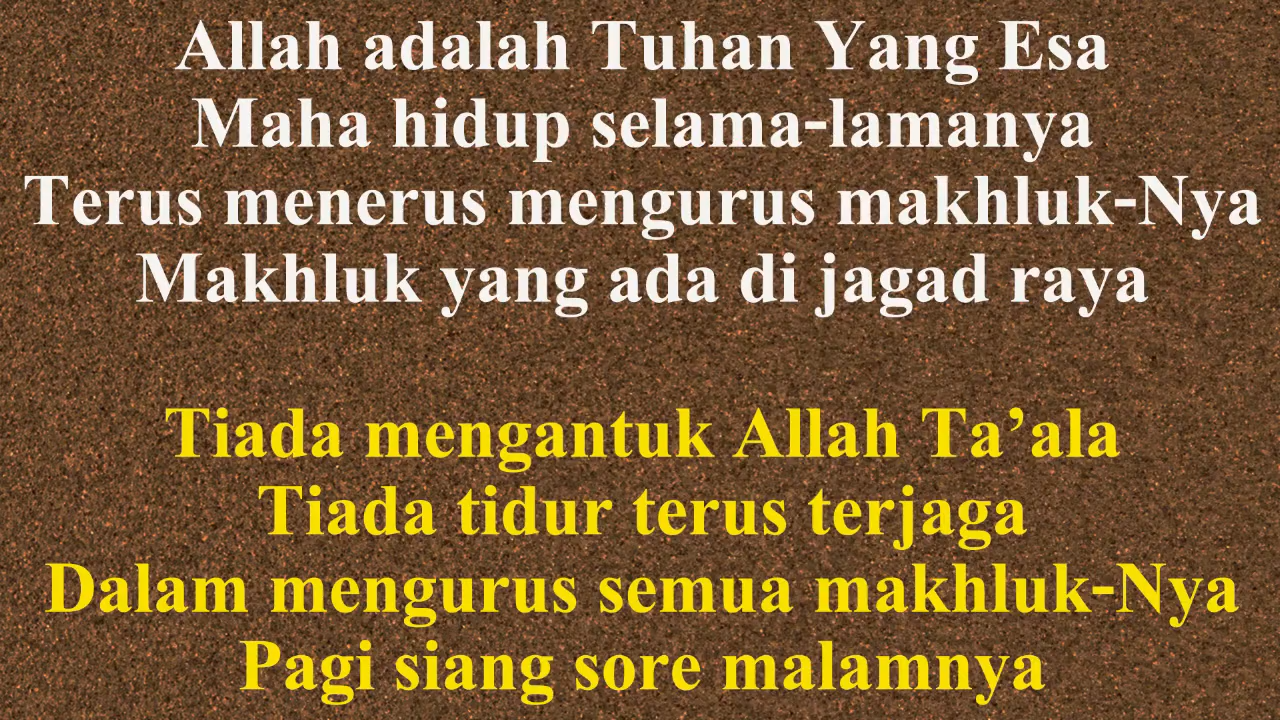 Allah adalah Tuhan Yang Esa
Maha hidup selama-lamanya
Terus menerus mengurus makhluk-Nya
Makhluk yang ada di jagad raya
Tiada mengantuk Allah Ta’ala
Tiada tidur terus terjaga
Dalam mengurus semua makhluk-Nya
Pagi siang sore malamnya